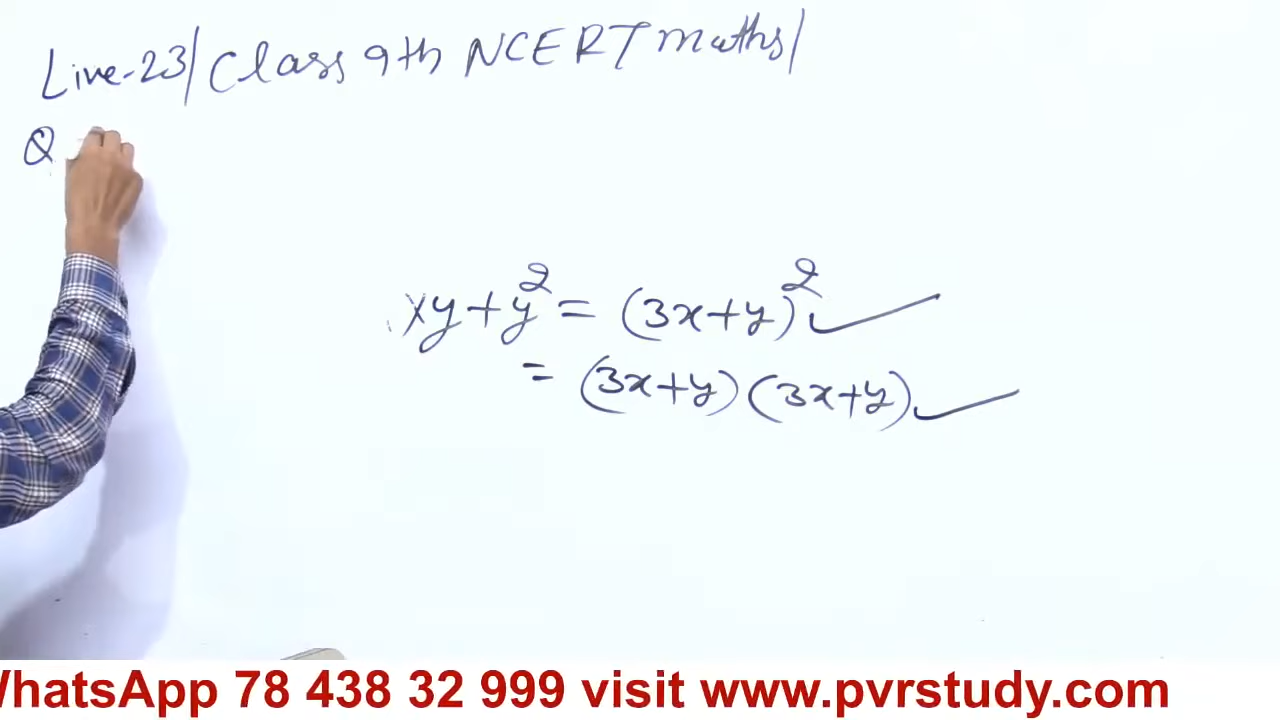 Live-23/Class 9th NCERT maths/
Q
xy+y²=(3x+y)²
=(3x+y)(3x+y)
WhatsApp 78 438 32 999 visit www.pvrstudy.com